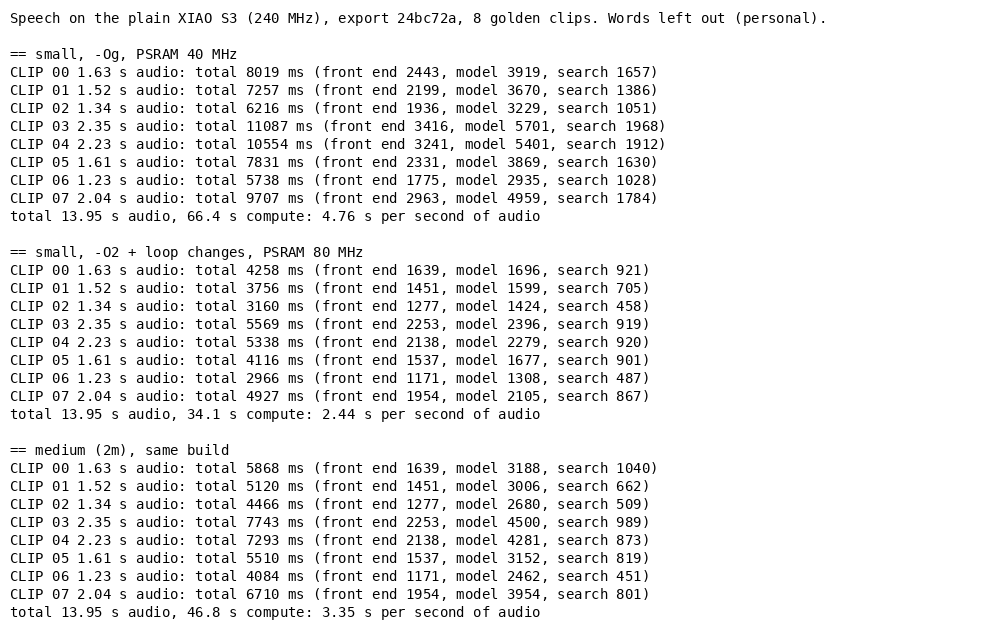 Speech on the plain XIAO S3 (240 MHz), export 24bc72a, 8 golden clips. Words left out (personal).
== small, -Og, PSRAM 40 MHz
CLIP 00 1.63 s audio: total 8019 ms (front end 2443, model 3919, search 1657)
CLIP 01 1.52 s audio: total 7257 ms (front end 2199, model 3670, search 1386)
CLIP 02 1.34 s audio: total 6216 ms (front end 1936, model 3229, search 1051)
CLIP 03 2.35 s audio: total 11087 ms (front end 3416, model 5701, search 1968)
CLIP 04 2.23 s audio: total 10554 ms (front end 3241, model 5401, search 1912)
CLIP 05 1.61 s audio: total 7831 ms (front end 2331, model 3869, search 1630)
CLIP 06 1.23 s audio: total 5738 ms (front end 1775, model 2935, search 1028)
CLIP 07 2.04 s audio: total 9707 ms (front end 2963, model 4959, search 1784)
total 13.95 s audio, 66.4 s compute: 4.76 s per second of audio
== small, -O2 + loop changes, PSRAM 80 MHz
CLIP 00 1.63 s audio: total 4258 ms (front end 1639, model 1696, search 921)
CLIP 01 1.52 s audio: total 3756 ms (front end 1451, model 1599, search 705)
CLIP 02 1.34 s audio: total 3160 ms (front end 1277, model 1424, search 458)
CLIP 03 2.35 s audio: total 5569 ms (front end 2253, model 2396, search 919)
CLIP 04 2.23 s audio: total 5338 ms (front end 2138, model 2279, search 920)
CLIP 05 1.61 s audio: total 4116 ms (front end 1537, model 1677, search 901)
CLIP 06 1.23 s audio: total 2966 ms (front end 1171, model 1308, search 487)
CLIP 07 2.04 s audio: total 4927 ms (front end 1954, model 2105, search 867)
total 13.95 s audio, 34.1 s compute: 2.44 s per second of audio
== medium (2m), same build
CLIP 00 1.63 s audio: total 5868 ms (front end 1639, model 3188, search 1040)
CLIP 01 1.52 s audio: total 5120 ms (front end 1451, model 3006, search 662)
CLIP 02 1.34 s audio: total 4466 ms (front end 1277, model 2680, search 509)
CLIP 03 2.35 s audio: total 7743 ms (front end 2253, model 4500, search 989)
CLIP 04 2.23 s audio: total 7293 ms (front end 2138, model 4281, search 873)
CLIP 05 1.61 s audio: total 5510 ms (front end 1537, model 3152, search 819)
CLIP 06 1.23 s audio: total 4084 ms (front end 1171, model 2462, search 451)
CLIP 07 2.04 s audio: total 6710 ms (front end 1954, model 3954, search 801)
total 13.95 s audio, 46.8 s compute: 3.35 s per second of audio